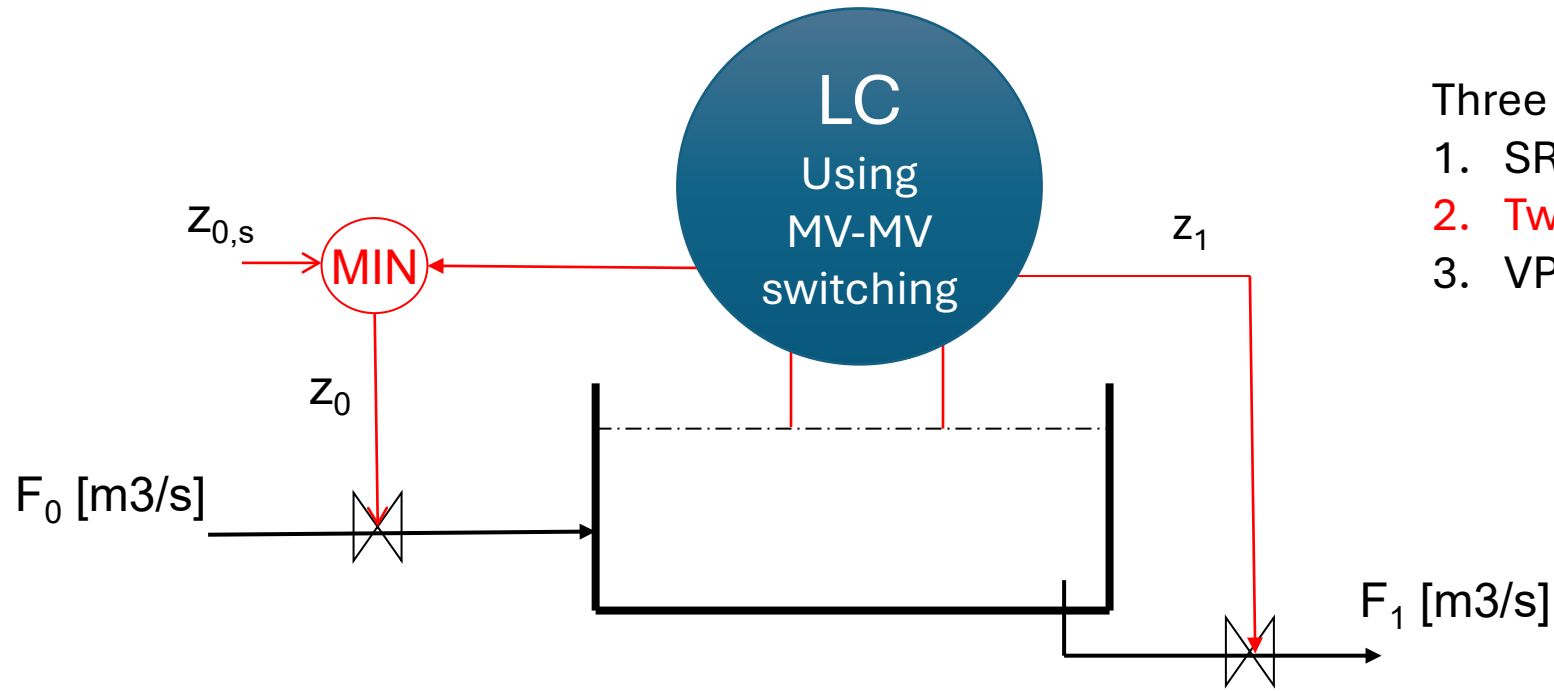 LC
Using
MV-MV
switching
Three
1. SR
2. Tw
3. VP
z0,s
MIN
z1
z0
F0 [m3/s]
F1 [m3/s]